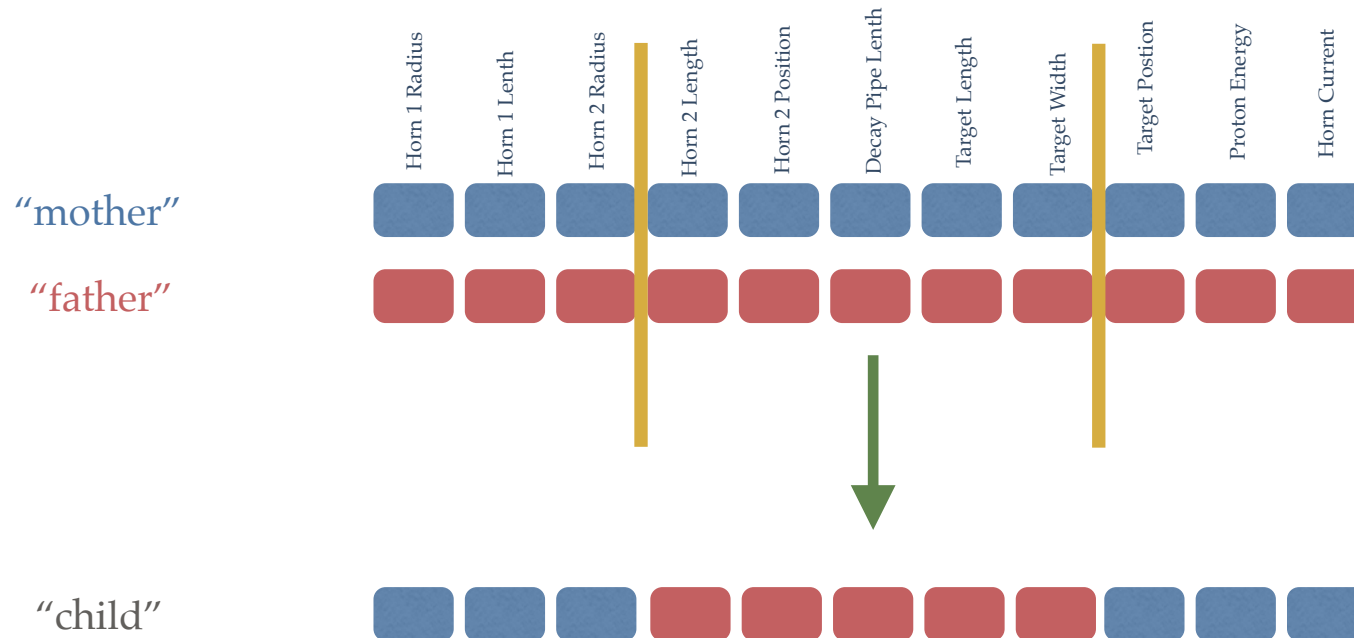 Horn 1 Radius
Horn 1 Lenth
Horn 2 Radius
Horn 2 Length
Horn 2 Position
Decay Pipe Lenth
Target Length
Target Width
Target Postion
Proton Energy
Horn Current
“mother”
“father”
“child”